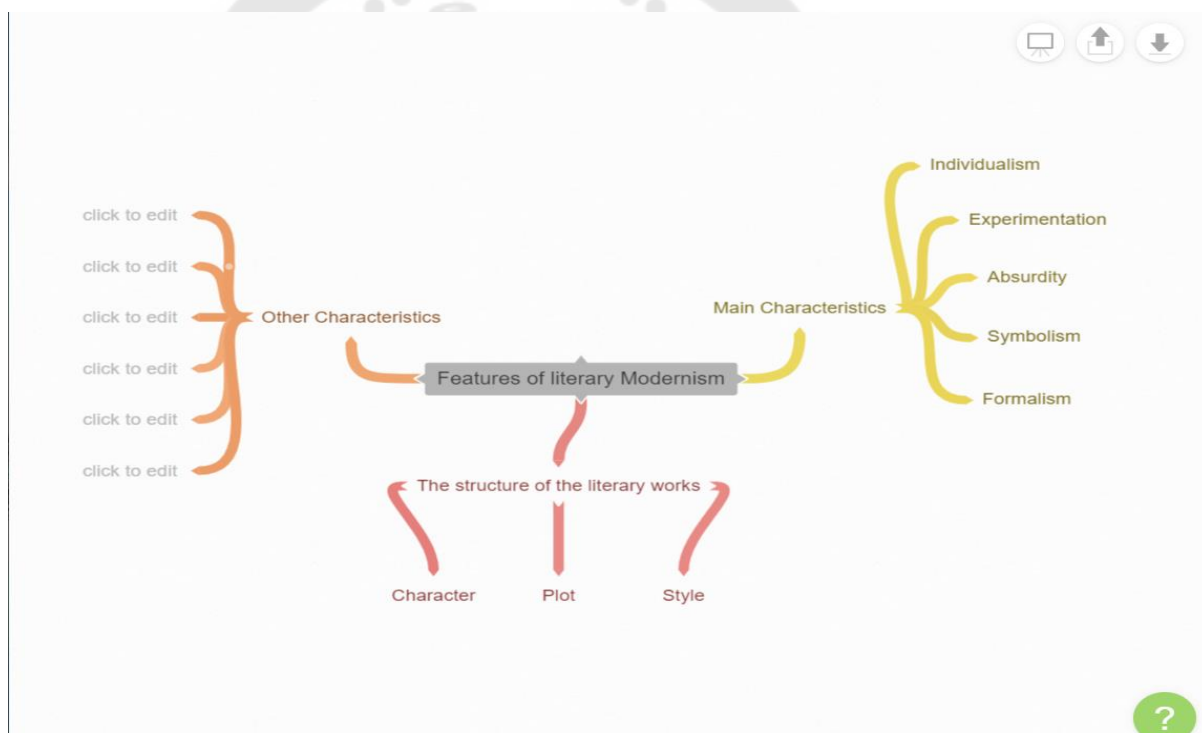 Individualism
click to edit
Experimentation
click to edit
Absurdity
Main Characteristics
click to edit
Other Characteristics
Symbolism
click to edit
Features of literary Modernism
Formalism
click to edit
click to edit
The structure of the literary works
Character
Plot
Style
?